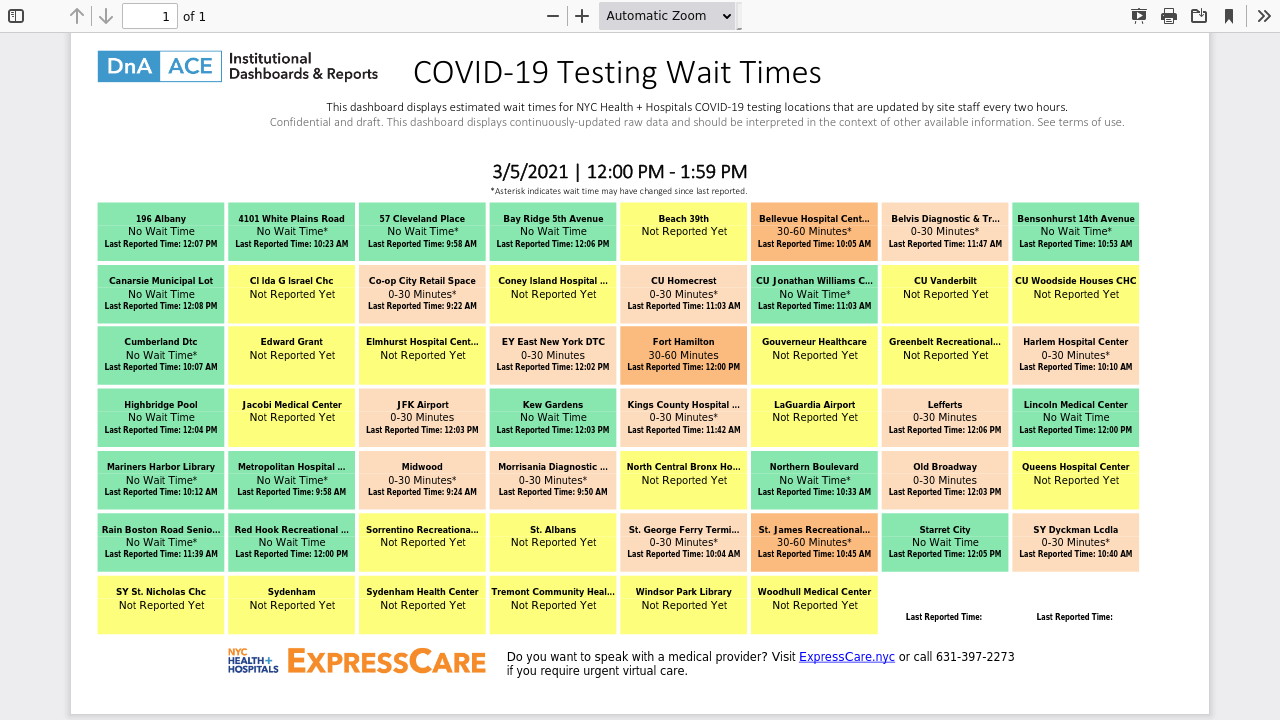 1 of 1 Automatic Zoom
DnA ACE Institutional
Dashboards & Reports
COVID-19 Testing Wait Times
This dashboard displays estimated wait times for NYC Health + Hospitals COVID-19 testing locations that are updated by site staff every two hours.
Confidential and draft. This dashboard displays continuously-updated raw data and should be interpreted in the context of other available information. See terms of use.
3/5/2021 | 12:00 PM - 1:59 PM
*Asterisk indicates wait time may have changed since last reported.
196 Albany
No Wait Time
Last Reported Time: 12:07 PM
4101 White Plains Road
No Wait Time*
Last Reported Time: 10:23 AM
57 Cleveland Place
No Wait Time*
Last Reported Time: 9:58 AM
Bay Ridge 5th Avenue
No Wait Time
Last Reported Time: 12:06 PM
Beach 39th
Not Reported Yet
Bellevue Hospital Cent...
30-60 Minutes*
Last Reported Time: 10:05 AM
Belvis Diagnostic & Tr...
0-30 Minutes*
Last Reported Time: 11:47 AM
Bensonhurst 14th Avenue
No Wait Time*
Last Reported Time: 10:53 AM
Canarsie Municipal Lot
No Wait Time
Last Reported Time: 12:08 PM
Cl Ida G Israel Chc
Not Reported Yet
Co-op City Retail Space
0-30 Minutes*
Last Reported Time: 9:22 AM
Coney Island Hospital ...
Not Reported Yet
CU Homecrest
0-30 Minutes*
Last Reported Time: 11:03 AM
CU Jonathan Williams C...
No Wait Time*
Last Reported Time: 11:03 AM
CU Vanderbilt
Not Reported Yet
CU Woodside Houses CHC
Not Reported Yet
Cumberland Dtc
No Wait Time*
Last Reported Time: 10:07 AM
Edward Grant
Not Reported Yet
Elmhurst Hospital Cent...
Not Reported Yet
EY East New York DTC
0-30 Minutes
Last Reported Time: 12:02 PM
Fort Hamilton
30-60 Minutes
Last Reported Time: 12:00 PM
Gouverneur Healthcare
Not Reported Yet
Greenbelt Recreational...
Not Reported Yet
Harlem Hospital Center
0-30 Minutes*
Last Reported Time: 10:10 AM
Highbridge Pool
No Wait Time
Last Reported Time: 12:04 PM
Jacobi Medical Center
Not Reported Yet
JFK Airport
0-30 Minutes
Last Reported Time: 12:03 PM
Kew Gardens
No Wait Time
Last Reported Time: 12:03 PM
Kings County Hospital ...
0-30 Minutes*
Last Reported Time: 11:42 AM
LaGuardia Airport
Not Reported Yet
Lefferts
0-30 Minutes
Last Reported Time: 12:06 PM
Lincoln Medical Center
No Wait Time
Last Reported Time: 12:00 PM
Mariners Harbor Library
No Wait Time*
Last Reported Time: 10:12 AM
Metropolitan Hospital ...
No Wait Time*
Last Reported Time: 9:58 AM
Midwood
0-30 Minutes*
Last Reported Time: 9:24 AM
Morrisania Diagnostic ...
0-30 Minutes*
Last Reported Time: 9:50 AM
North Central Bronx Ho...
Not Reported Yet
Northern Boulevard
No Wait Time*
Last Reported Time: 10:33 AM
Old Broadway
0-30 Minutes
Last Reported Time: 12:03 PM
Queens Hospital Center
Not Reported Yet
Rain Boston Road Senio...
No Wait Time*
Last Reported Time: 11:39 AM
Red Hook Recreational ...
No Wait Time
Last Reported Time: 12:00 PM
Sorrentino Recreationa...
Not Reported Yet
St. Albans
Not Reported Yet
St. George Ferry Termi...
0-30 Minutes*
Last Reported Time: 10:04 AM
St. James Recreational...
30-60 Minutes*
Last Reported Time: 10:45 AM
Starret City
No Wait Time
Last Reported Time: 12:05 PM
SY Dyckman Lcdla
0-30 Minutes*
Last Reported Time: 10:40 AM
SY St. Nicholas Chc
Not Reported Yet
Sydenham
Not Reported Yet
Sydenham Health Center
Not Reported Yet
Tremont Community Heal...
Not Reported Yet
Windsor Park Library
Not Reported Yet
Woodhull Medical Center
Not Reported Yet
Last Reported Time:
Last Reported Time:
NYC
HEALTH+
HOSPITALS
EXPRESSCARE
Do you want to speak with a medical provider? Visit ExpressCare.nyc or call 631-397-2273
if you require urgent virtual care.